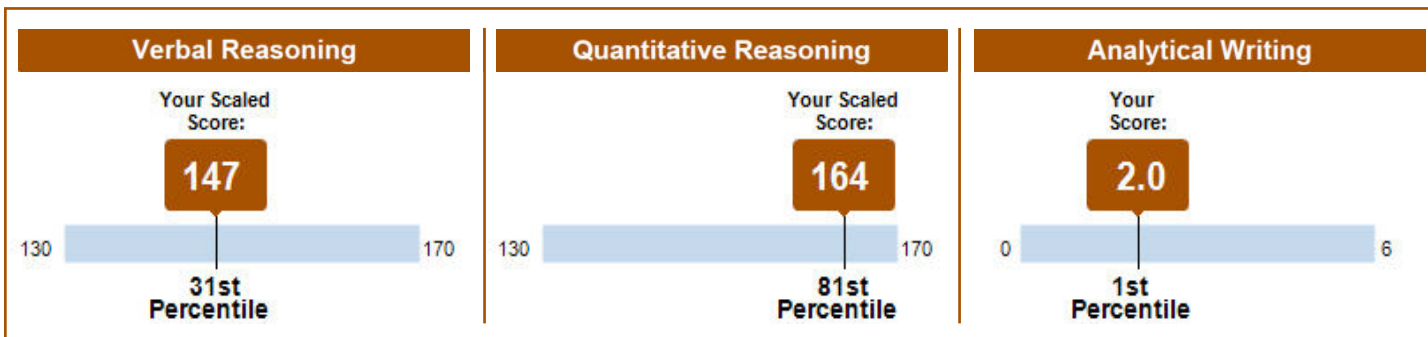 Verbal Reasoning
Your Scaled
Score:
147
130
170
31st
Percentile
Quantitative Reasoning
Your Scaled
Score:
164
130
170
81st
Percentile
Analytical Writing
Your
Score:
2.0
0
6
1st
Percentile